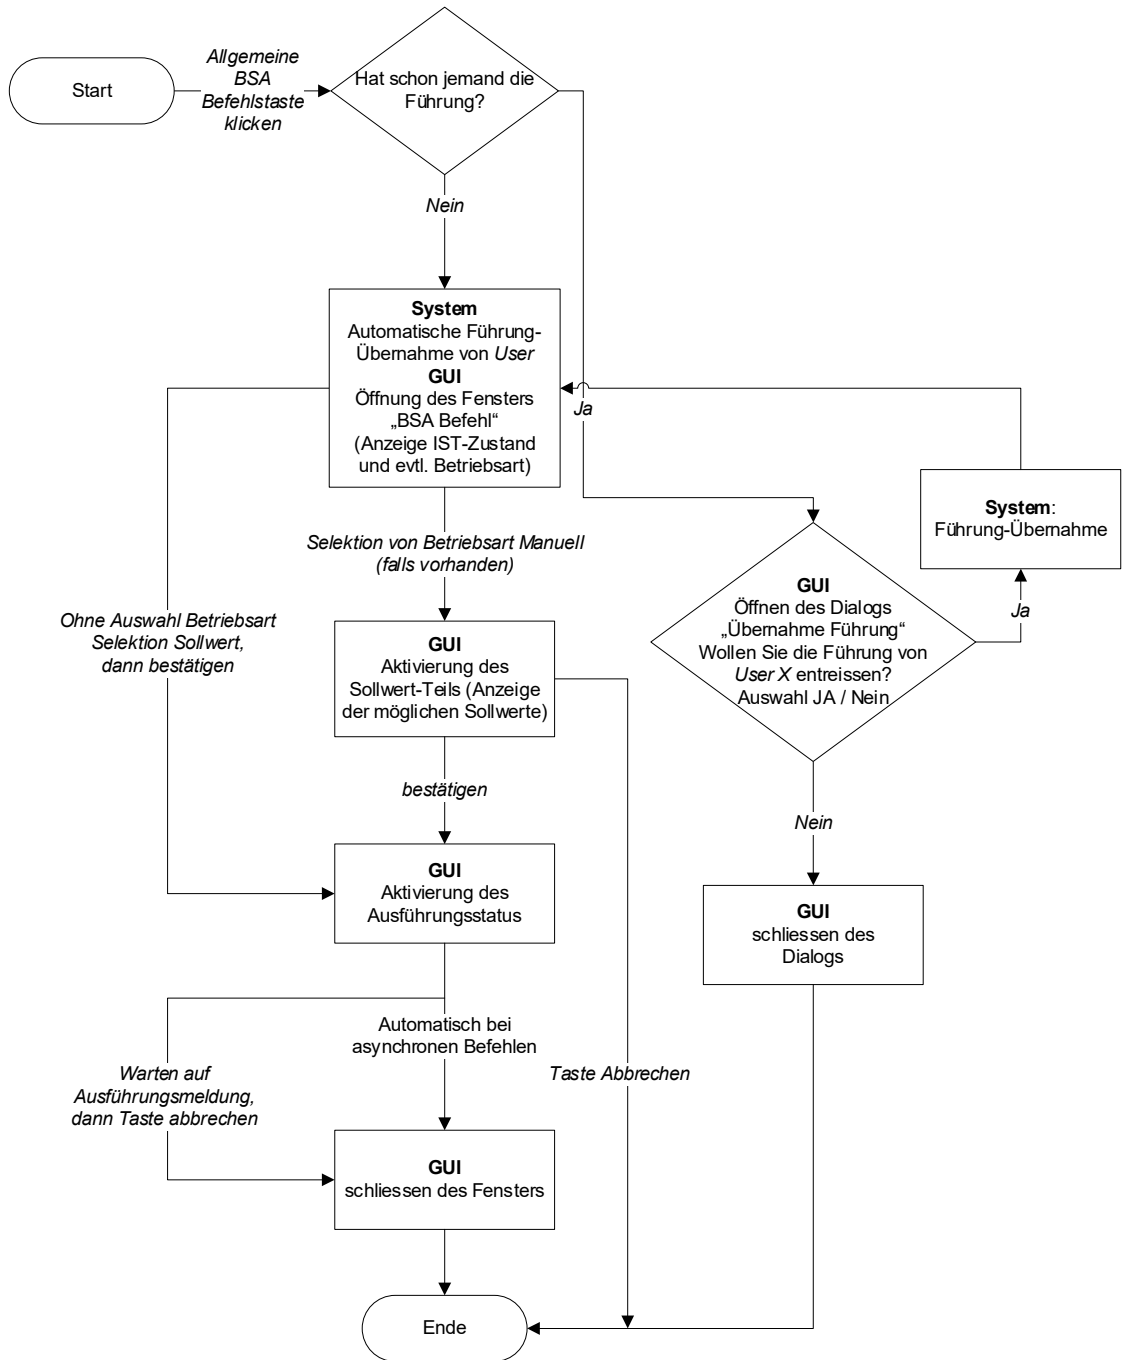 Start
Allgemeine
BSA
Befehlstaste
klicken
Hat schon jemand die
Führung?
Nein
System
Automatische Führung-
Übernahme von User
GUI
Öffnung des Fensters
„BSA Befehl“
(Anzeige IST-Zustand
und evtl. Betriebsart)
Ja
System:
Führung-Übernahme
Selektion von Betriebsart Manuell
(falls vorhanden)
GUI
Öffnen des Dialogs
„Übernahme Führung“
Wollen Sie die Führung von
User X entreissen?
Auswahl JA / Nein
Ja
Ohne Auswahl Betriebsart
Selektion Sollwert,
dann bestätigen
GUI
Aktivierung des
Sollwert-Teils (Anzeige
der möglichen Sollwerte)
bestätigen
Nein
GUI
Aktivierung des
Ausführungsstatus
GUI
schliessen des
Dialogs
Automatisch bei
asynchronen Befehlen
Warten auf
Ausführungsmeldung,
dann Taste abbrechen
Taste Abbrechen
GUI
schliessen des Fensters
Ende